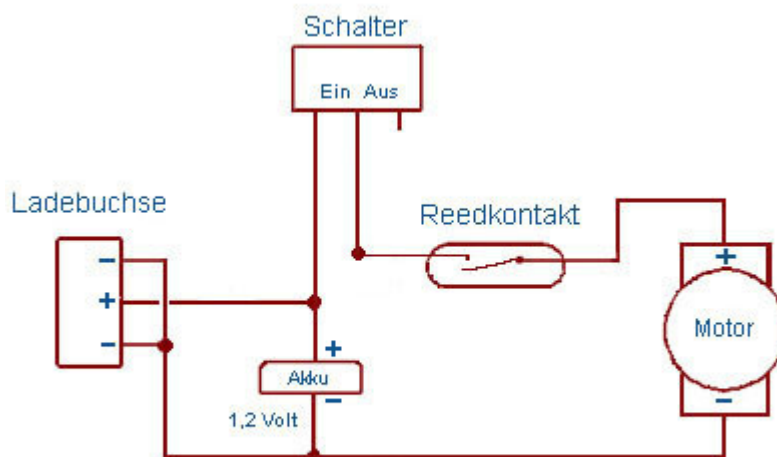 Schalter
Ein Aus
Ladebuchse
Reedkontakt
-
+
-
+
Akku
-
1,2 Volt
+
Motor
-